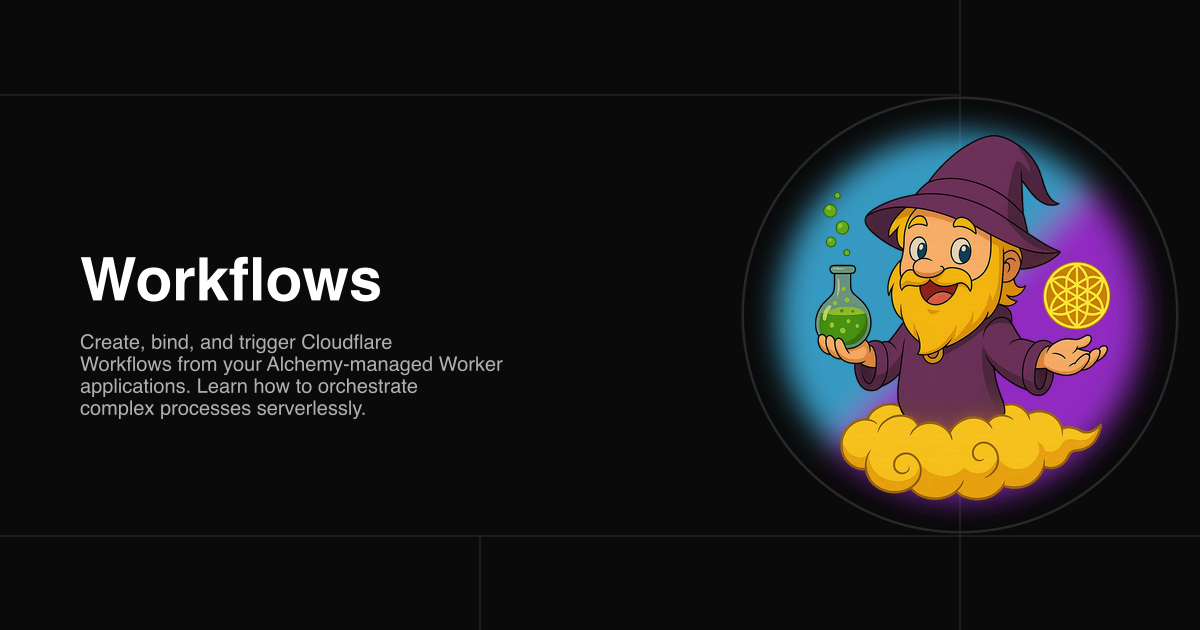 Workflows
Create, bind, and trigger Cloudflare
Workflows from your Alchemy-managed Worker
applications. Learn how to orchestrate
complex processes serverlessly.